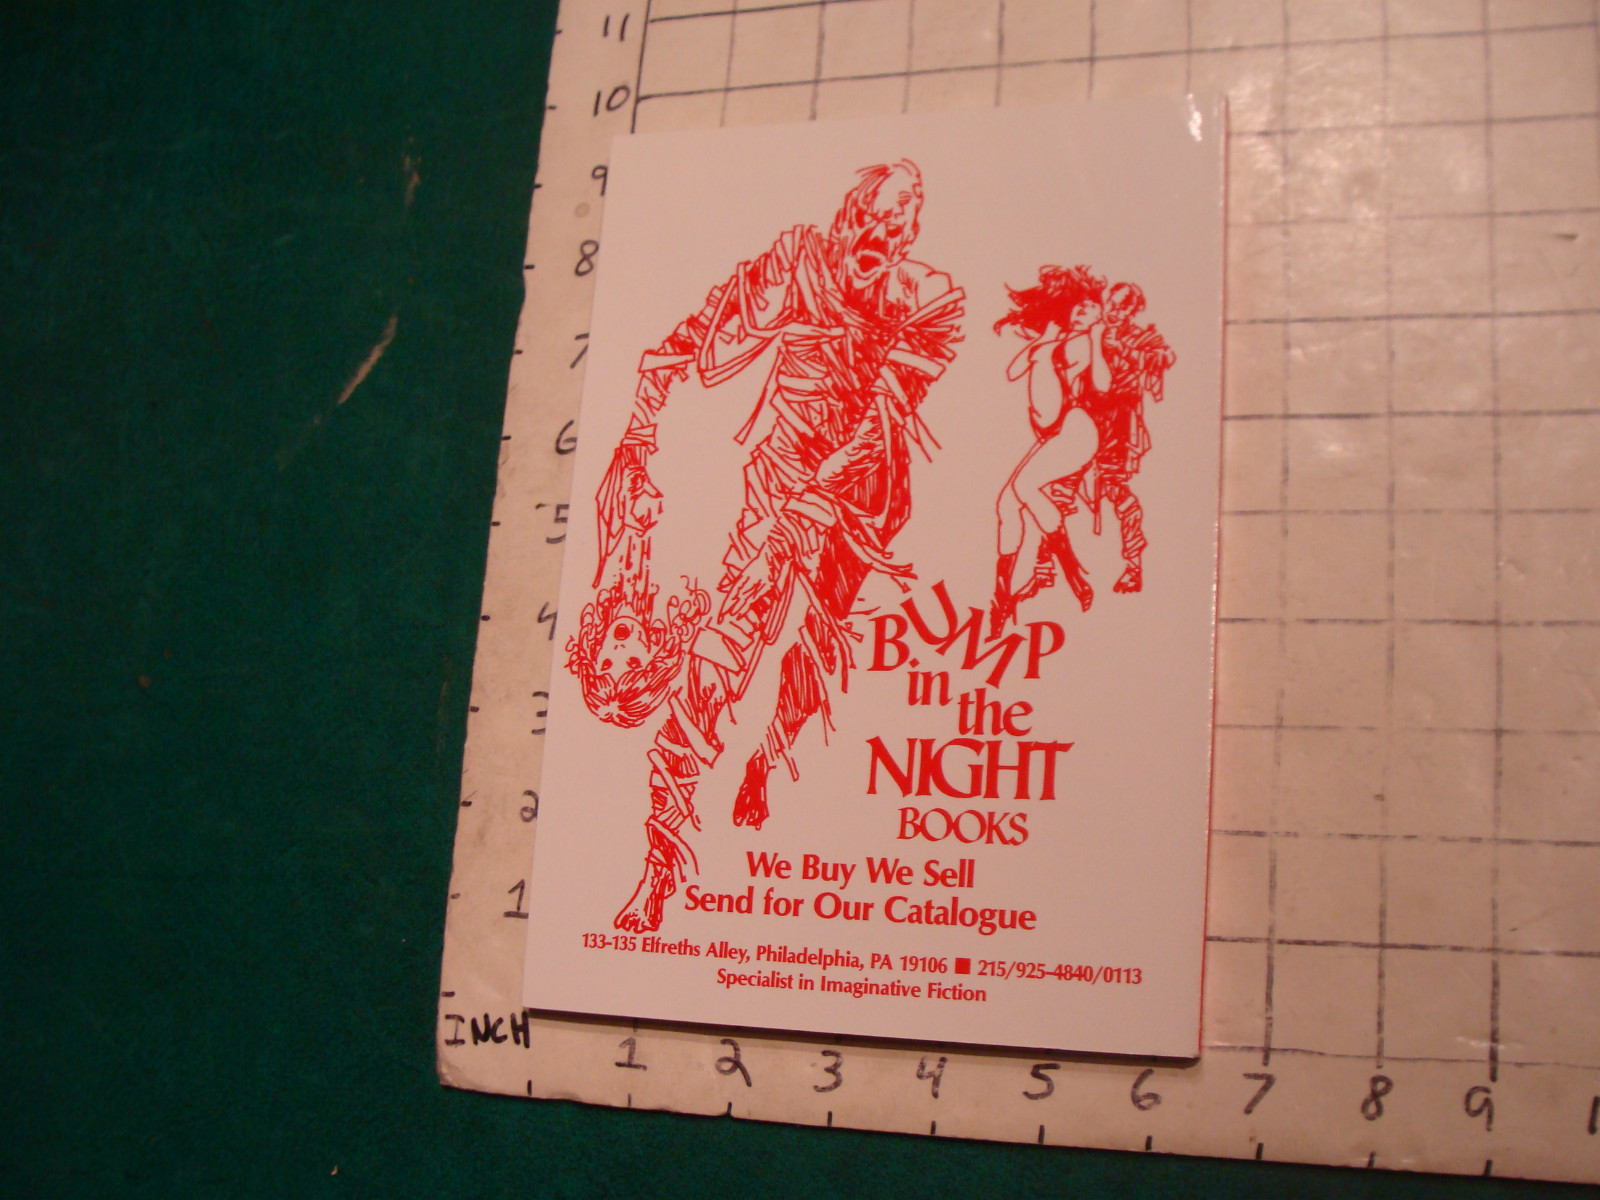 11
10
9
8
7
6
5
4
3
2
1
INCH
1 2 3 4 5 6 7 8 9
BUMP
in
the
NIGHT
BOOKS
We Buy We Sell
Send for Our Catalogue
133-135 Elfreths Alley, Philadelphia, PA 19106 ■ 215/925-4840/0113
Specialist in Imaginative Fiction